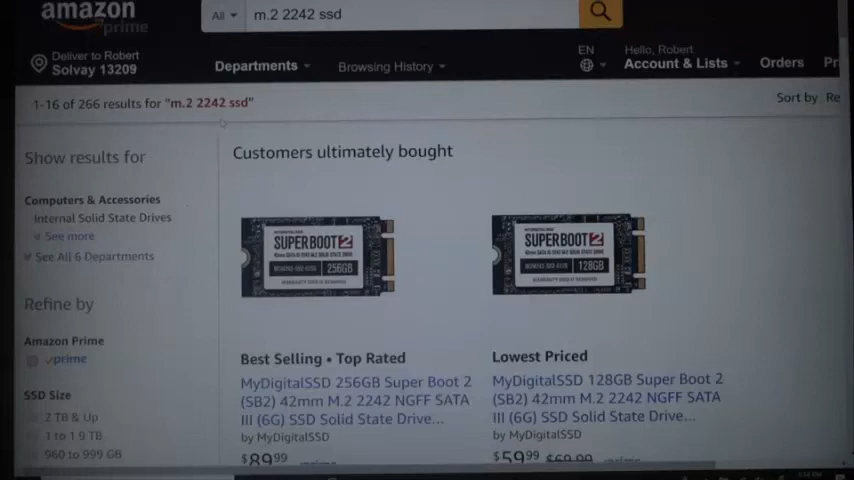 amazon
prime
All
m.2 2242 ssd
Deliver to Robert
Solvay 13209
Departments
Browsing History
EN
Hello, Robert
Account & Lists
Orders
Pr
1-16 of 266 results for "m.2 2242 ssd"
Sort by Re
Show results for
Computers & Accessories
Internal Solid State Drives
See more
See All 6 Departments
Refine by
Amazon Prime
prime
SSD Size
2 TB & Up
1 to 1.9 TB
960 to 999 GB
Customers ultimately bought
SUPER BOOT 2
256GB
SUPER BOOT 2
128GB
Best Selling • Top Rated
MyDigitalSSD 256GB Super Boot 2
(SB2) 42mm M.2 2242 NGFF SATA
III (6G) SSD Solid State Drive...
by MyDigitalSSD
$89.99
Lowest Priced
MyDigitalSSD 128GB Super Boot 2
(SB2) 42mm M.2 2242 NGFF SATA
III (6G) SSD Solid State Drive...
by MyDigitalSSD
$59.99 $69.99